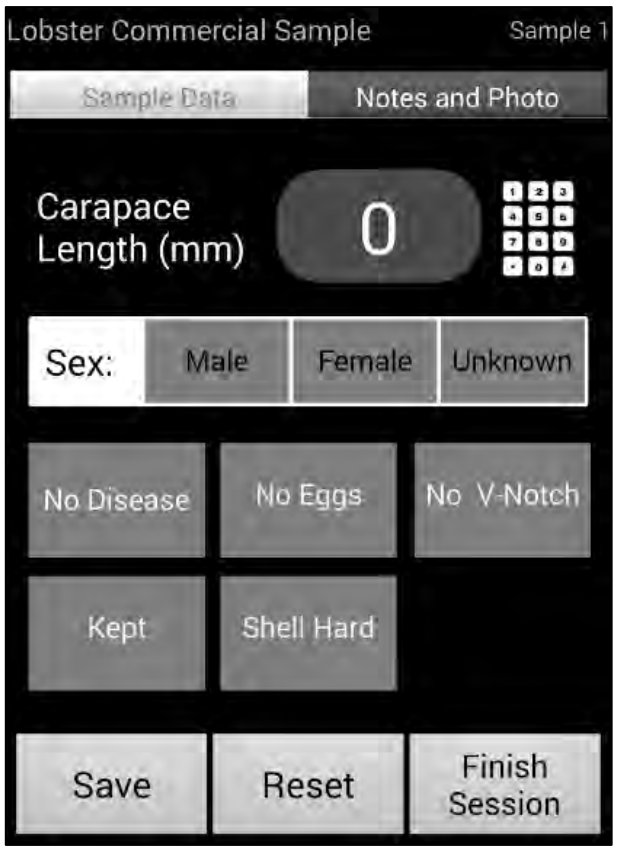 Lobster Commercial Sample Sample 1
Sample Data Notes and Photo
Carapace
Length (mm)
0
1 2 3
4 5 6
7 8 9
0
Sex: Male Female Unknown
No Disease No Eggs No V-Notch
Kept Shell Hard
Save Reset Finish
Session